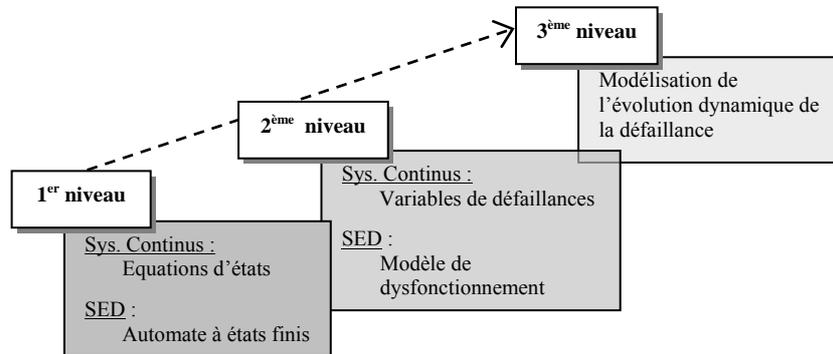 1er niveau
Sys. Continus :
Equations d'états
SED :
Automate à états finis
2ème niveau
Sys. Continus :
Variables de défaillances
SED :
Modèle de
dysfonctionnement
3ème niveau
Modélisation de
l'évolution dynamique de
la défaillance